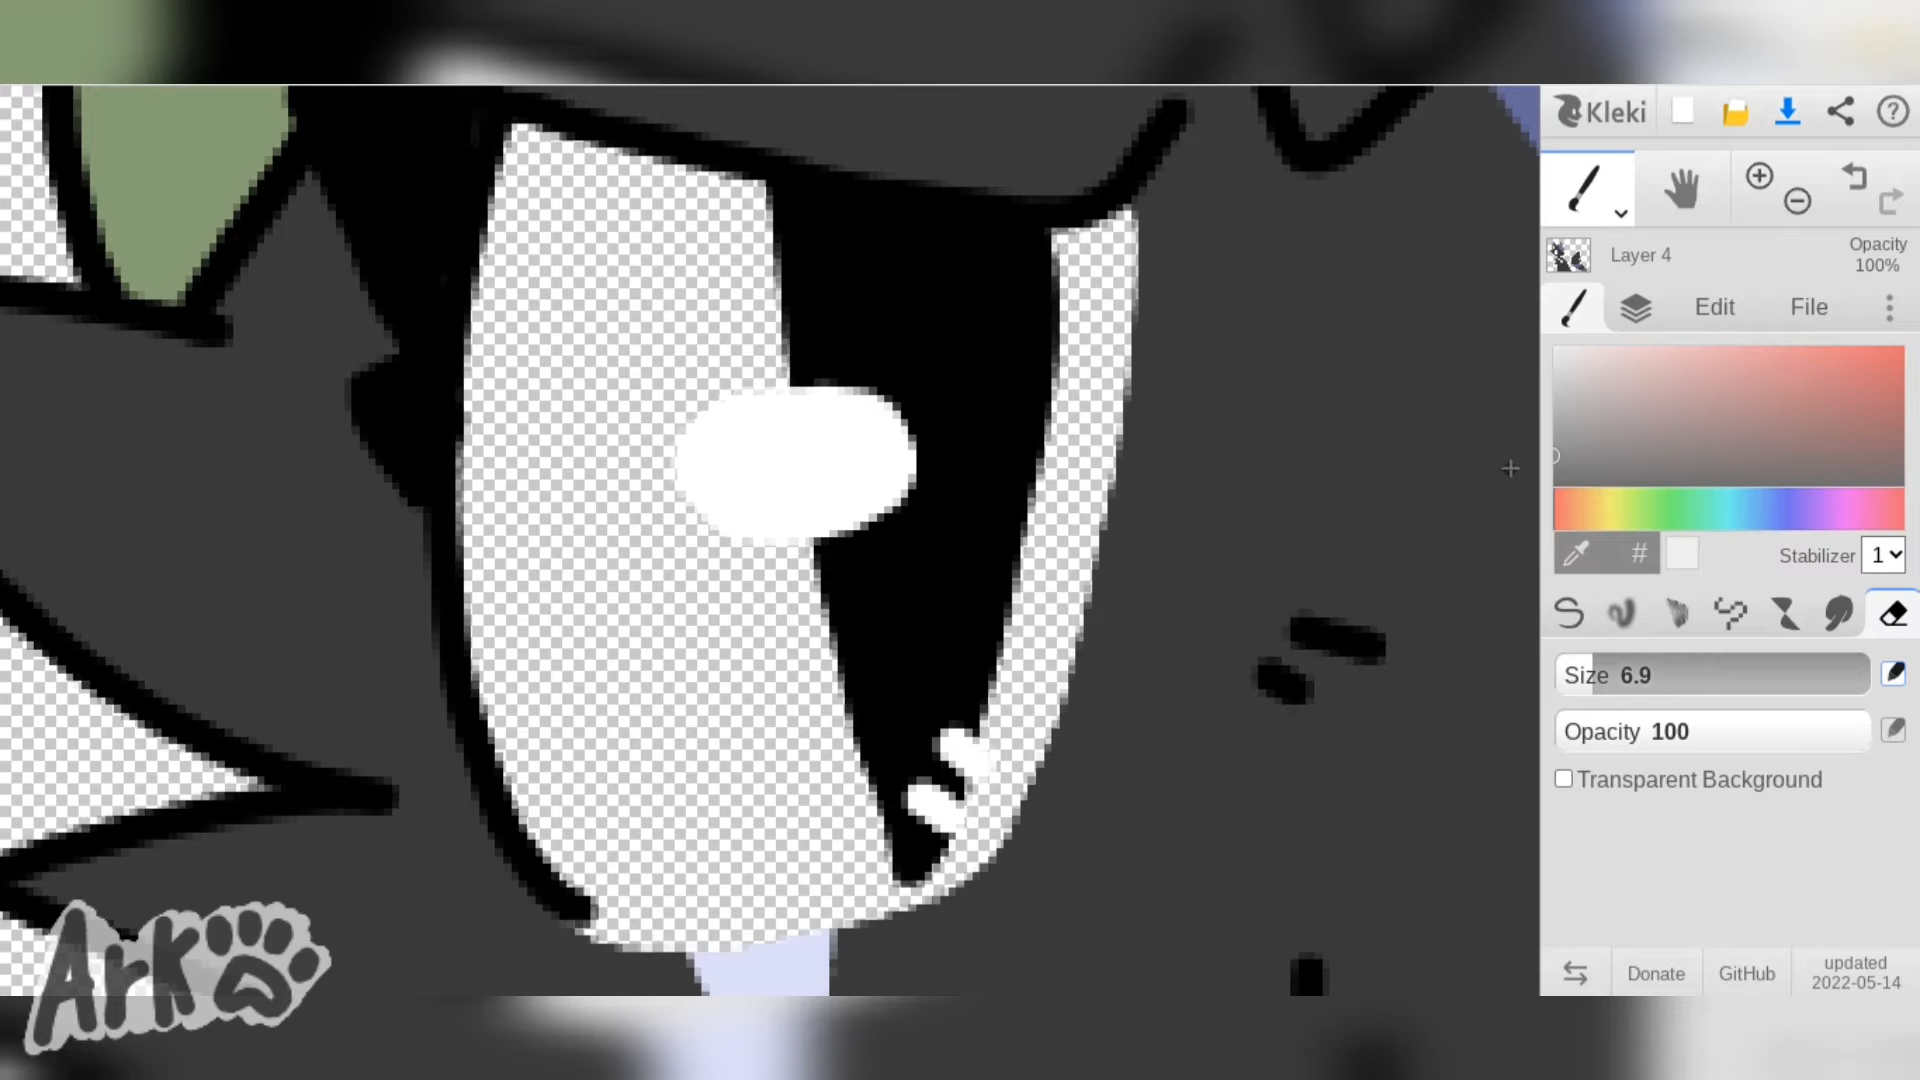 Kleki
Layer 4
Opacity
100%
Edit
File
#
Stabilizer 1
Size 6.9
Opacity 100
Transparent Background
Donate
GitHub
updated
2022-05-14
Ark